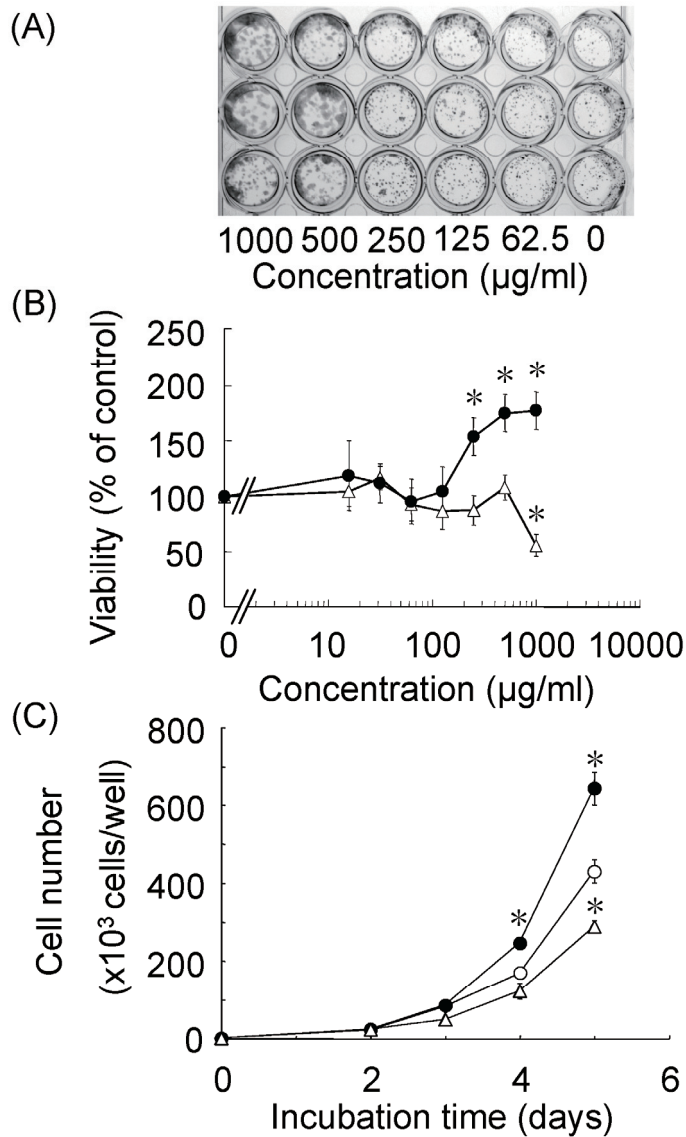 (A)
1000 500 250 125 62.5 0
Concentration (µg/ml)
(B)
Viability (% of control)
250
200
150
100
50
0
* * *
*
0 10 100 1000 10000
Concentration (µg/ml)
(C)
Cell number
(x10³ cells/well)
800
600
400
200
0
*
*
*
0 2 4 6
Incubation time (days)